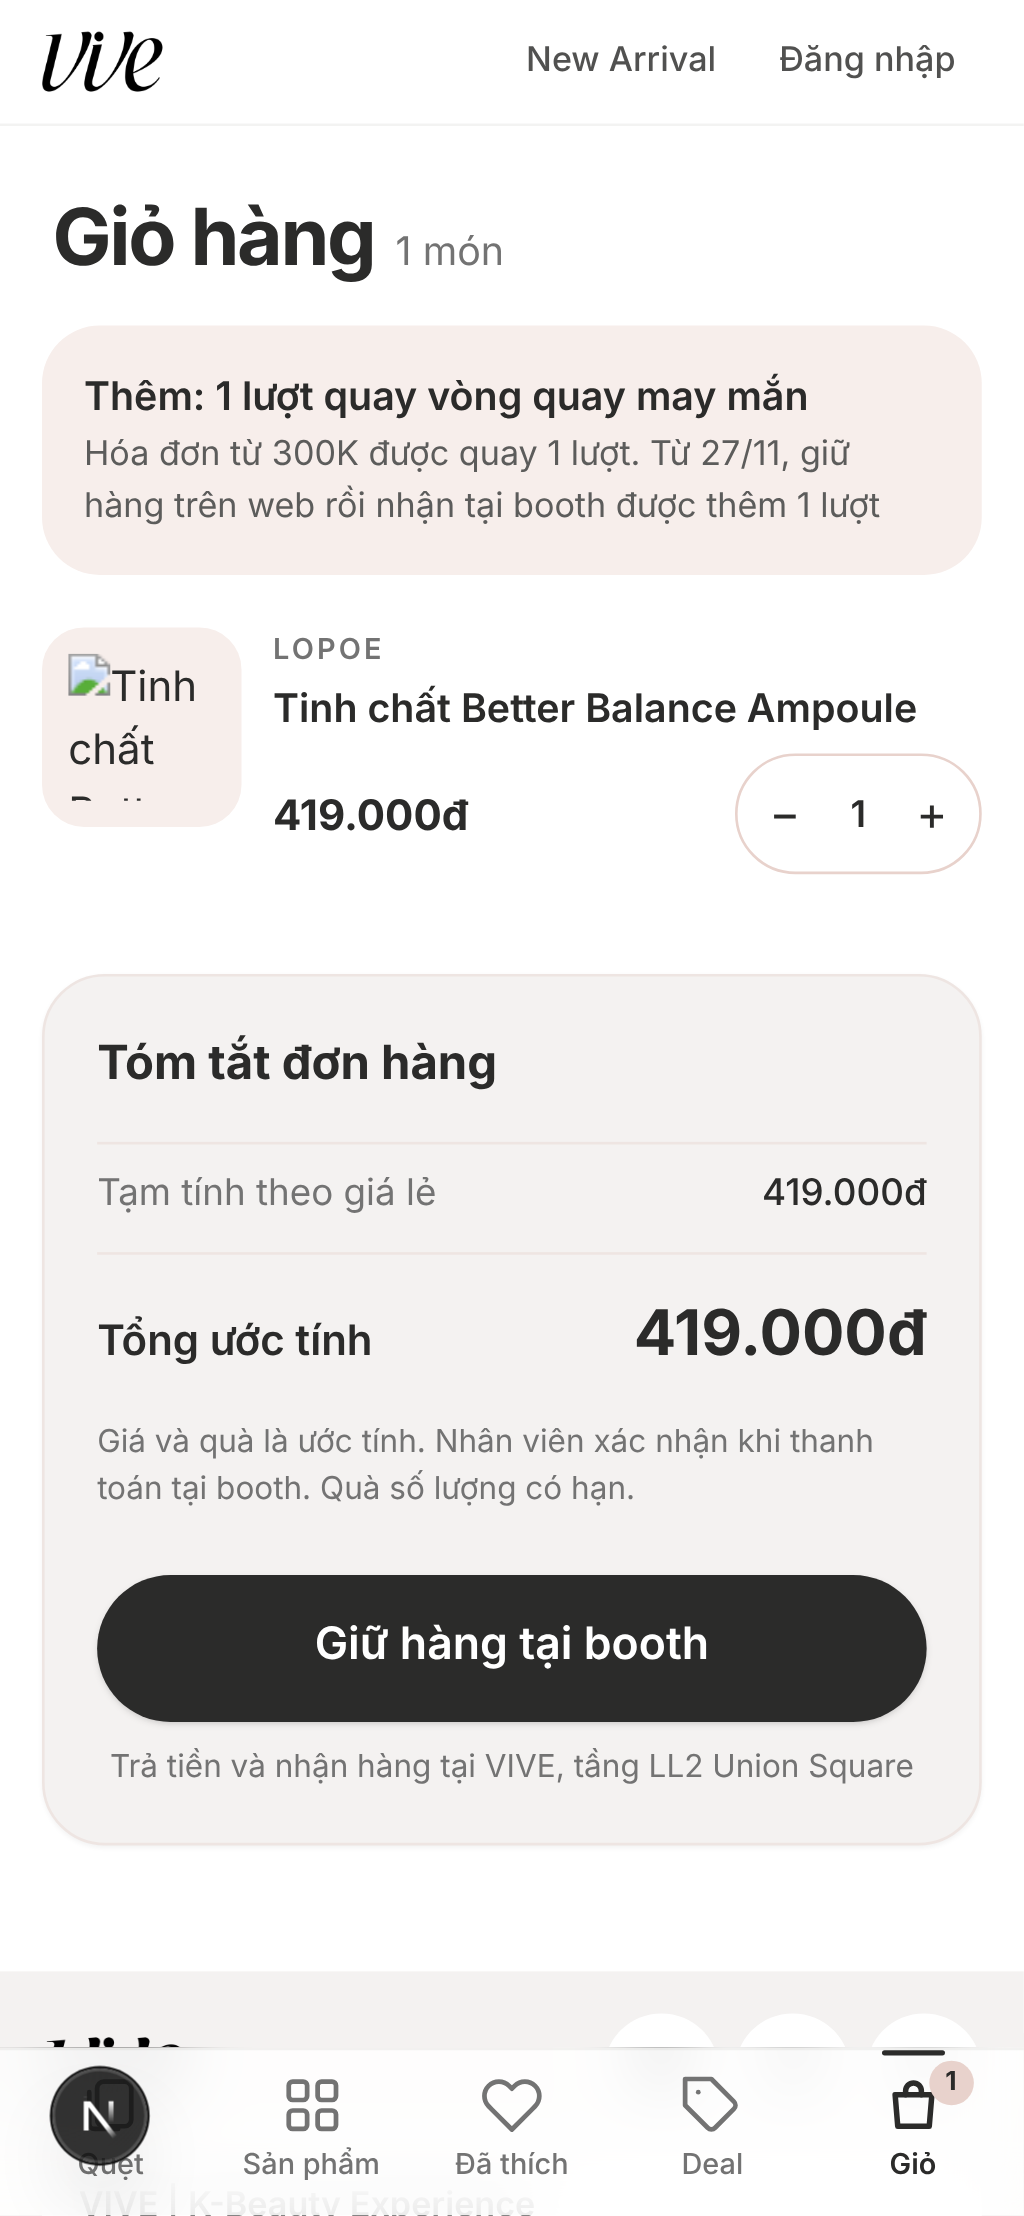 ViVe
New Arrival
Đăng nhập
Giỏ hàng 1 món
Thêm: 1 lượt quay vòng quay may mắn
Hóa đơn từ 300K được quay 1 lượt. Từ 27/11, giữ
hàng trên web rồi nhận tại booth được thêm 1 lượt
Tinh
chất
LOPOE
Tinh chất Better Balance Ampoule
419.000đ
− 1 +
Tóm tắt đơn hàng
Tạm tính theo giá lẻ 419.000đ
Tổng ước tính 419.000đ
Giá và quà là ước tính. Nhân viên xác nhận khi thanh
toán tại booth. Quà số lượng có hạn.
Giữ hàng tại booth
Trả tiền và nhận hàng tại VIVE, tầng LL2 Union Square
1
N
Quét
Sản phẩm
Đã thích
Deal
Giỏ
VIVE | K-Beauty Experience